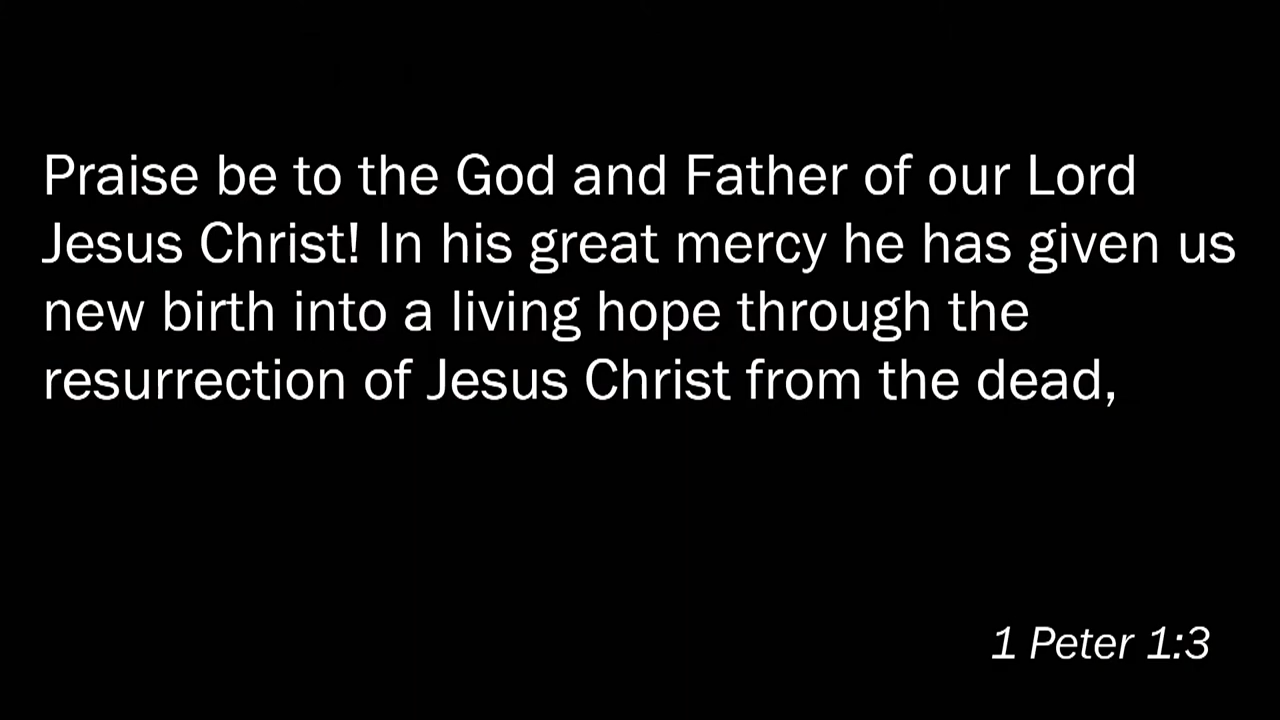 Praise be to the God and Father of our Lord
Jesus Christ! In his great mercy he has given us
new birth into a living hope through the
resurrection of Jesus Christ from the dead,
1 Peter 1:3